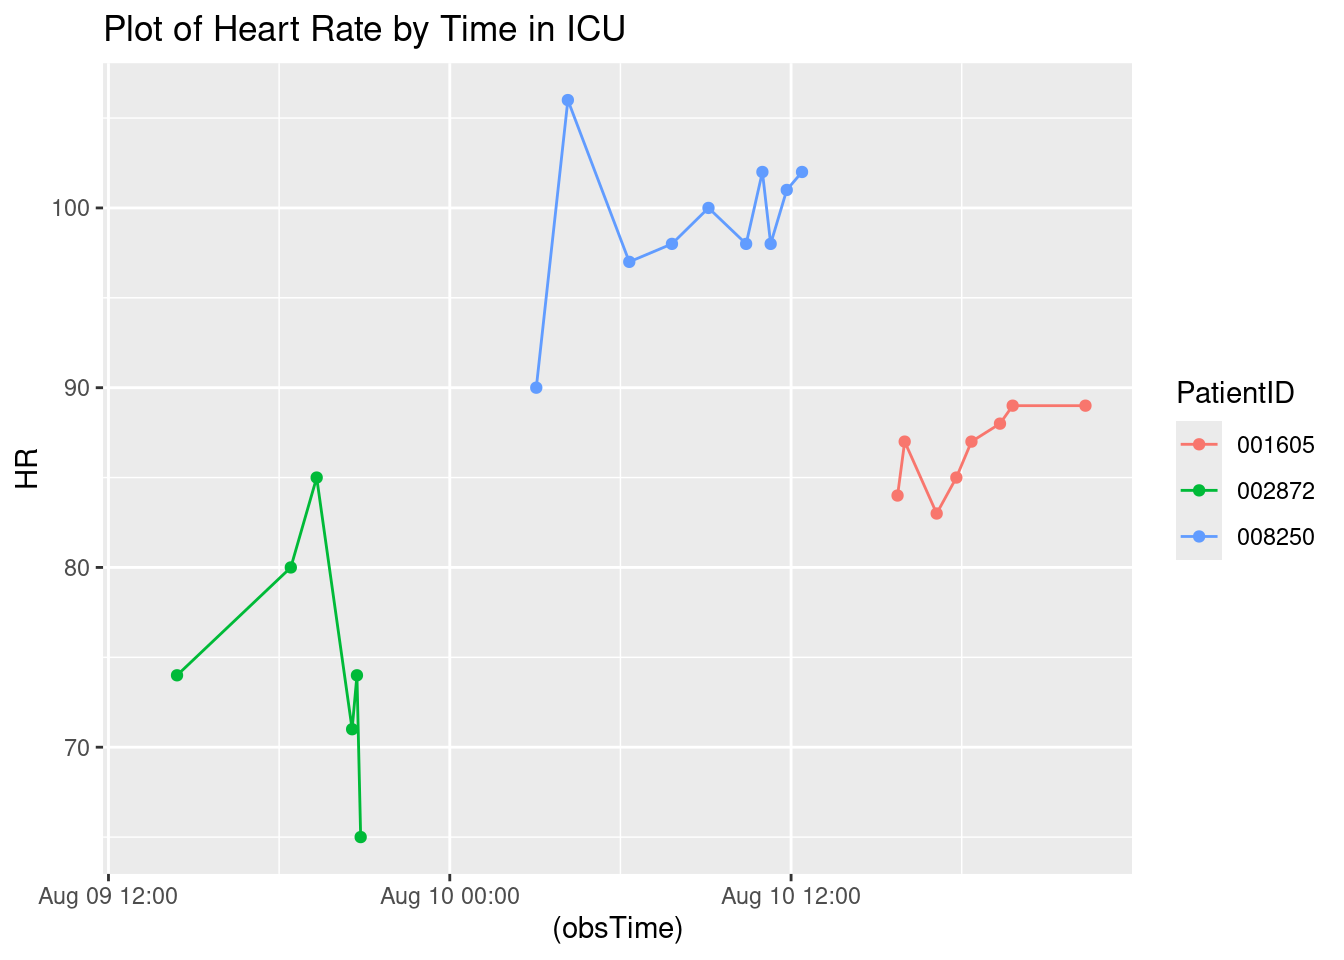 Plot of Heart Rate by Time in ICU
HR
100
90
80
70
Aug 09 12:00
Aug 10 00:00
Aug 10 12:00
(obsTime)
PatientID
001605
002872
008250